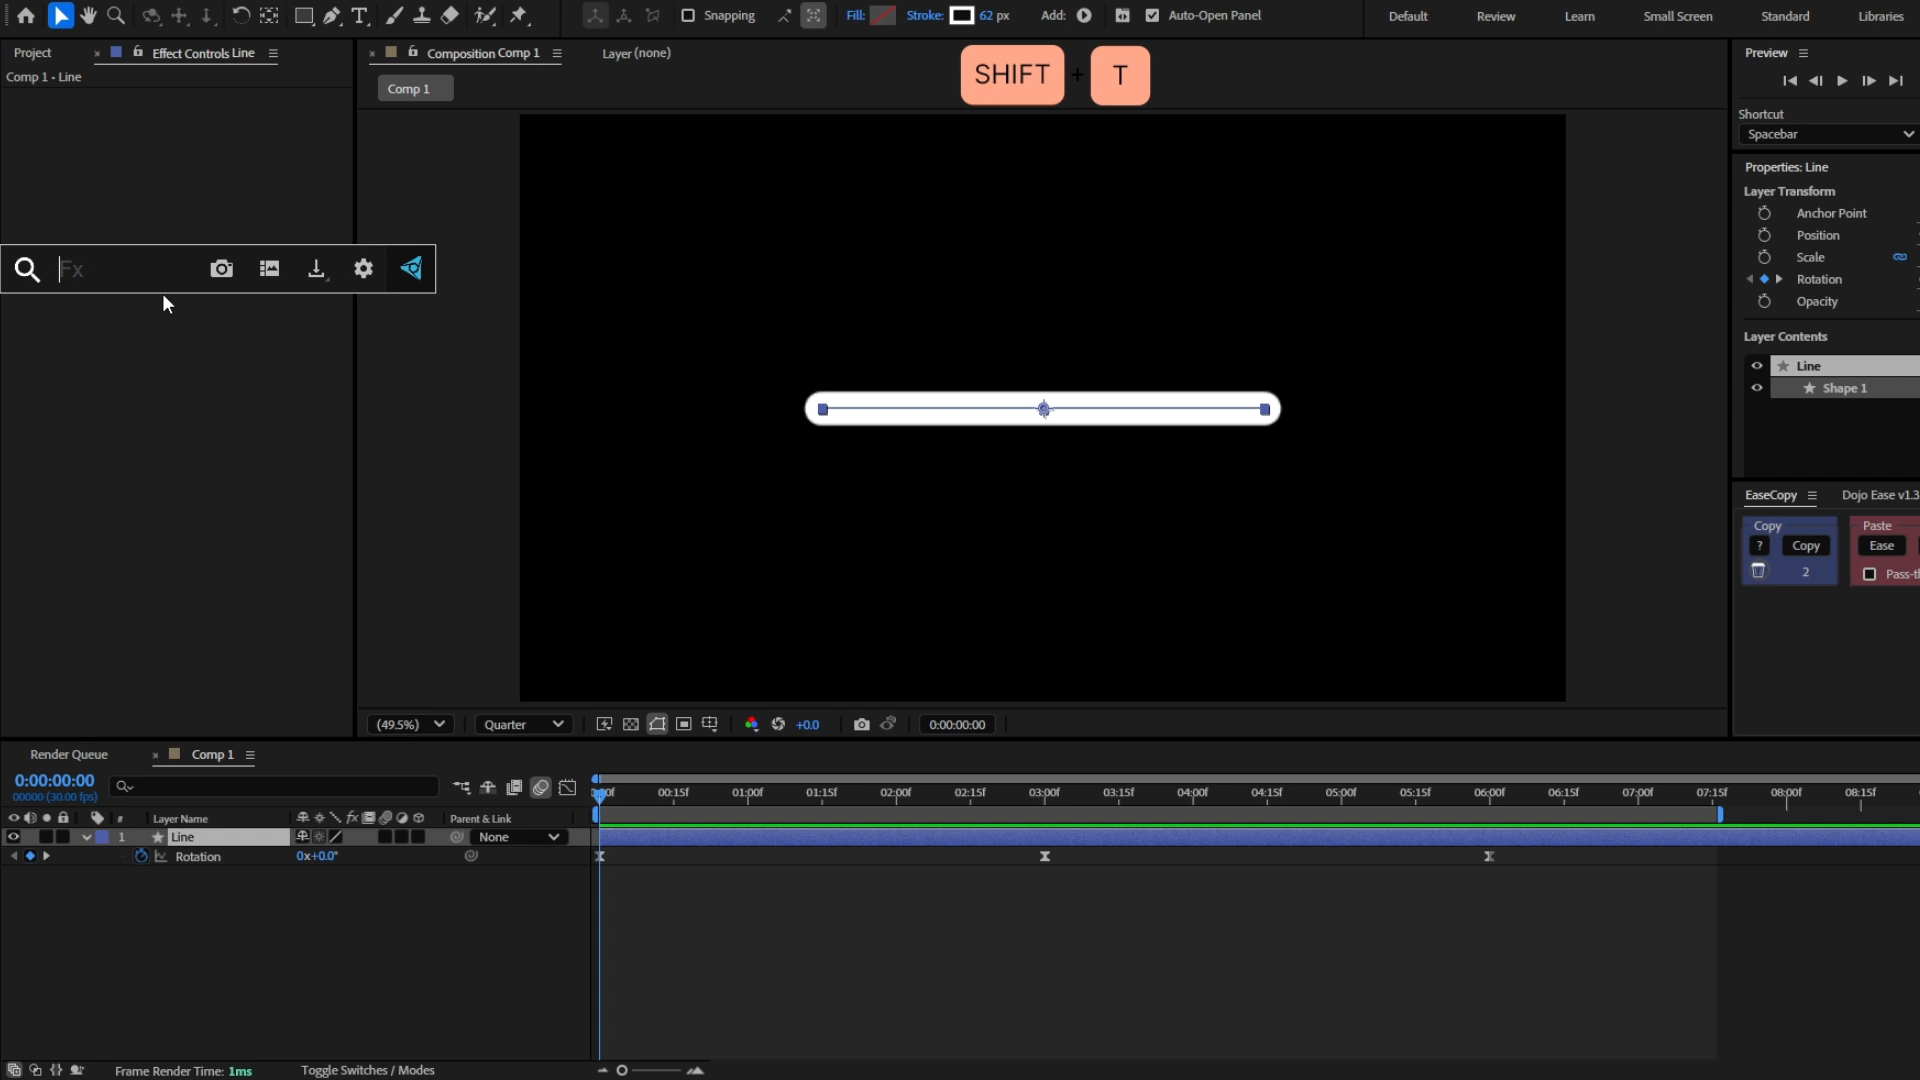 Snapping
Fill:
Stroke:
62 px
Add:
Auto-Open Panel
Default
Review
Learn
Small Screen
Standard
Libraries
Project
Effect Controls Line
Composition Comp 1
Layer (none)
SHIFT + T
Preview
Comp 1 • Line
Comp 1
Shortcut
Spacebar
Properties: Line
Layer Transform
Anchor Point
Position
Scale
Rotation
Opacity
Fx
Layer Contents
Line
Shape 1
EaseCopy
Dojo Ease v1.3
Copy
Paste
?
Copy
Ease
2
(49.5%)
Quarter
+0.0
0:00:00:00
Render Queue
Comp 1
0:00:00:00
00000 (30.00 fps)
00:15f
01:00f
01:15f
02:00f
02:15f
03:00f
03:15f
04:00f
04:15f
05:00f
05:15f
06:00f
06:15f
07:00f
07:15f
08:00f
08:15f
#
Layer Name
fx
Parent & Link
1
Line
None
Rotation
0x+0.0°
Frame Render Time: 1ms
Toggle Switches / Modes